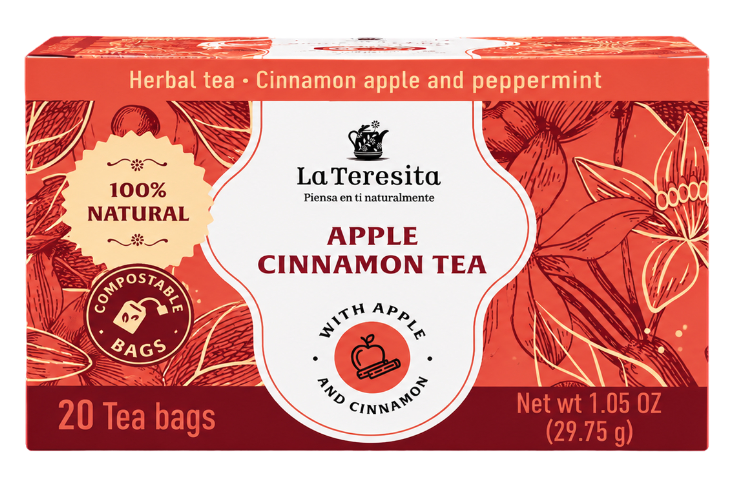 Herbal tea • Cinnamon apple and peppermint
La Teresita
Piensa en ti naturalmente
100%
NATURAL
APPLE
CINNAMON TEA
COMPOSTABLE
• BAGS •
WITH APPLE
• AND CINNAMON •
20 Tea bags
Net wt 1.05 OZ
(29.75 g)